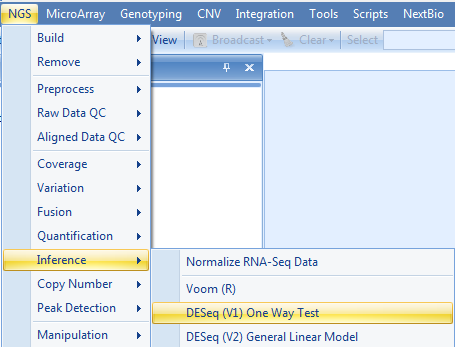 NGS MicroArray Genotyping CNV Integration Tools Scripts NextBio
Build
View Broadcast Clear Select
Remove
Preprocess
Raw Data QC
Aligned Data QC
Coverage
Variation
Fusion
Quantification
Inference
Normalize RNA-Seq Data
Copy Number
Voom (R)
Peak Detection
DESeq (V1) One Way Test
Manipulation
DESeq (V2) General Linear Model